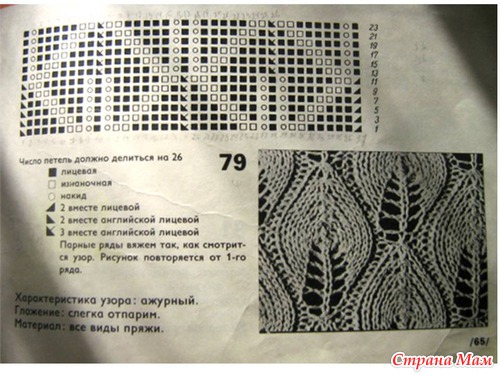 23
21
19
17
15
13
11
9
7
5
3
1
Число петель должно делиться на 26
79
лицевая
изнаночная
накид
2 вместе лицевой
2 вместе английской лицевой
3 вместе английской лицевой
Парные ряды вяжем так, как смотрит-
ся узор. Рисунок повторяется от 1-го
ряда.
Характеристика узора: ажурный.
Глажение: слегка отпарим.
Материал: все виды пряжи.
/65/
Страна Мам